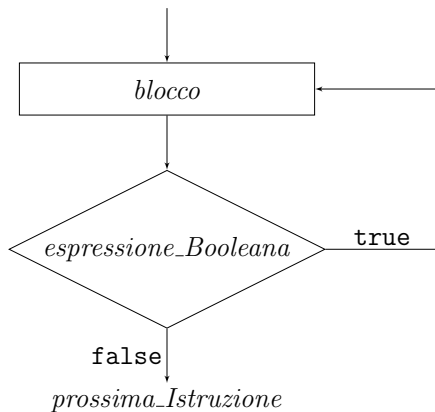 blocco
espressione_Booleana
true
false
prossima_Istruzione